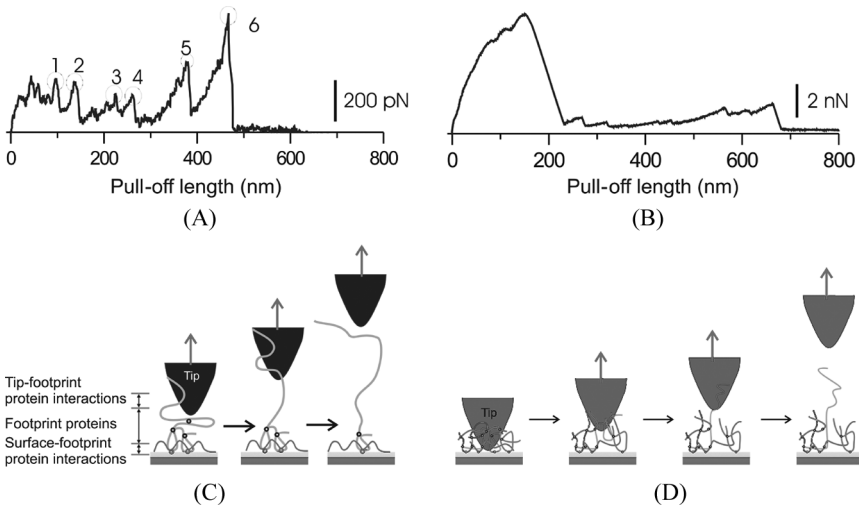 1 2 3 4 5 6
200 pN
0 200 400 600 800
Pull-off length (nm)
(A)
2 nN
0 200 400 600 800
Pull-off length (nm)
(B)
Tip
Tip-footprint
protein interactions
Footprint proteins
Surface-footprint
protein interactions
(C)
Tip
(D)